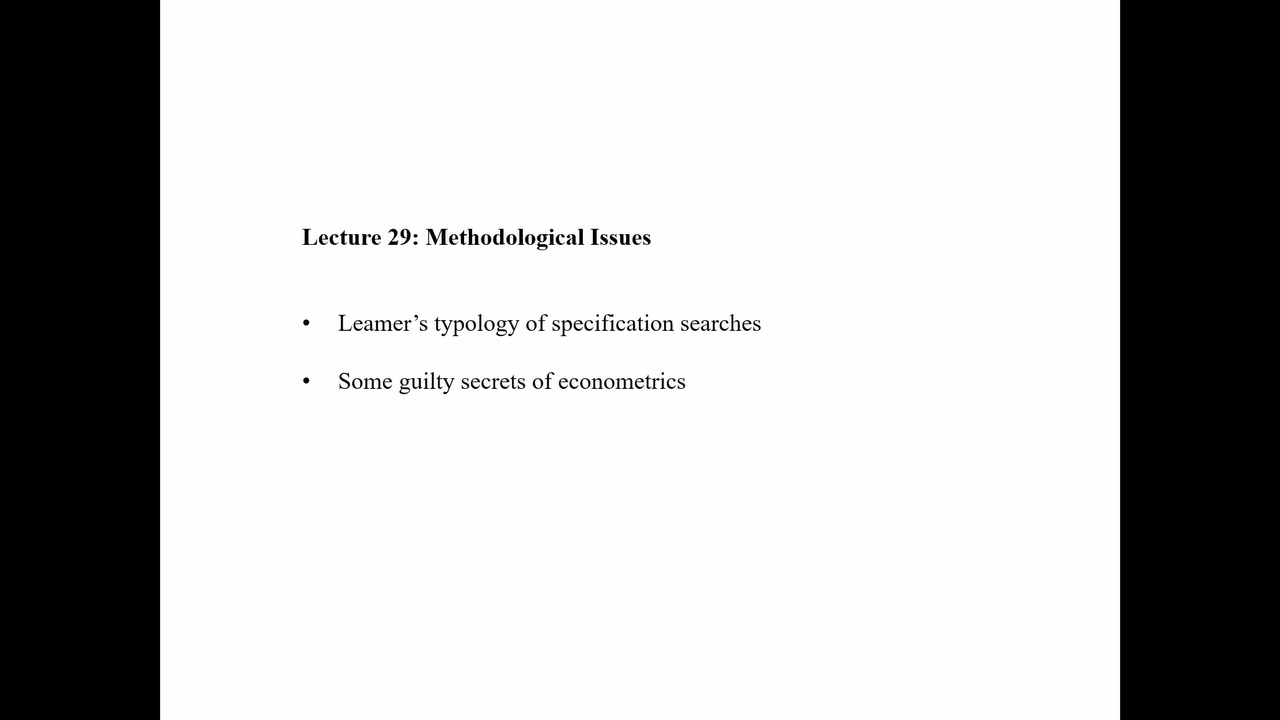 Lecture 29: Methodological Issues
• Leamer’s typology of specification searches
• Some guilty secrets of econometrics